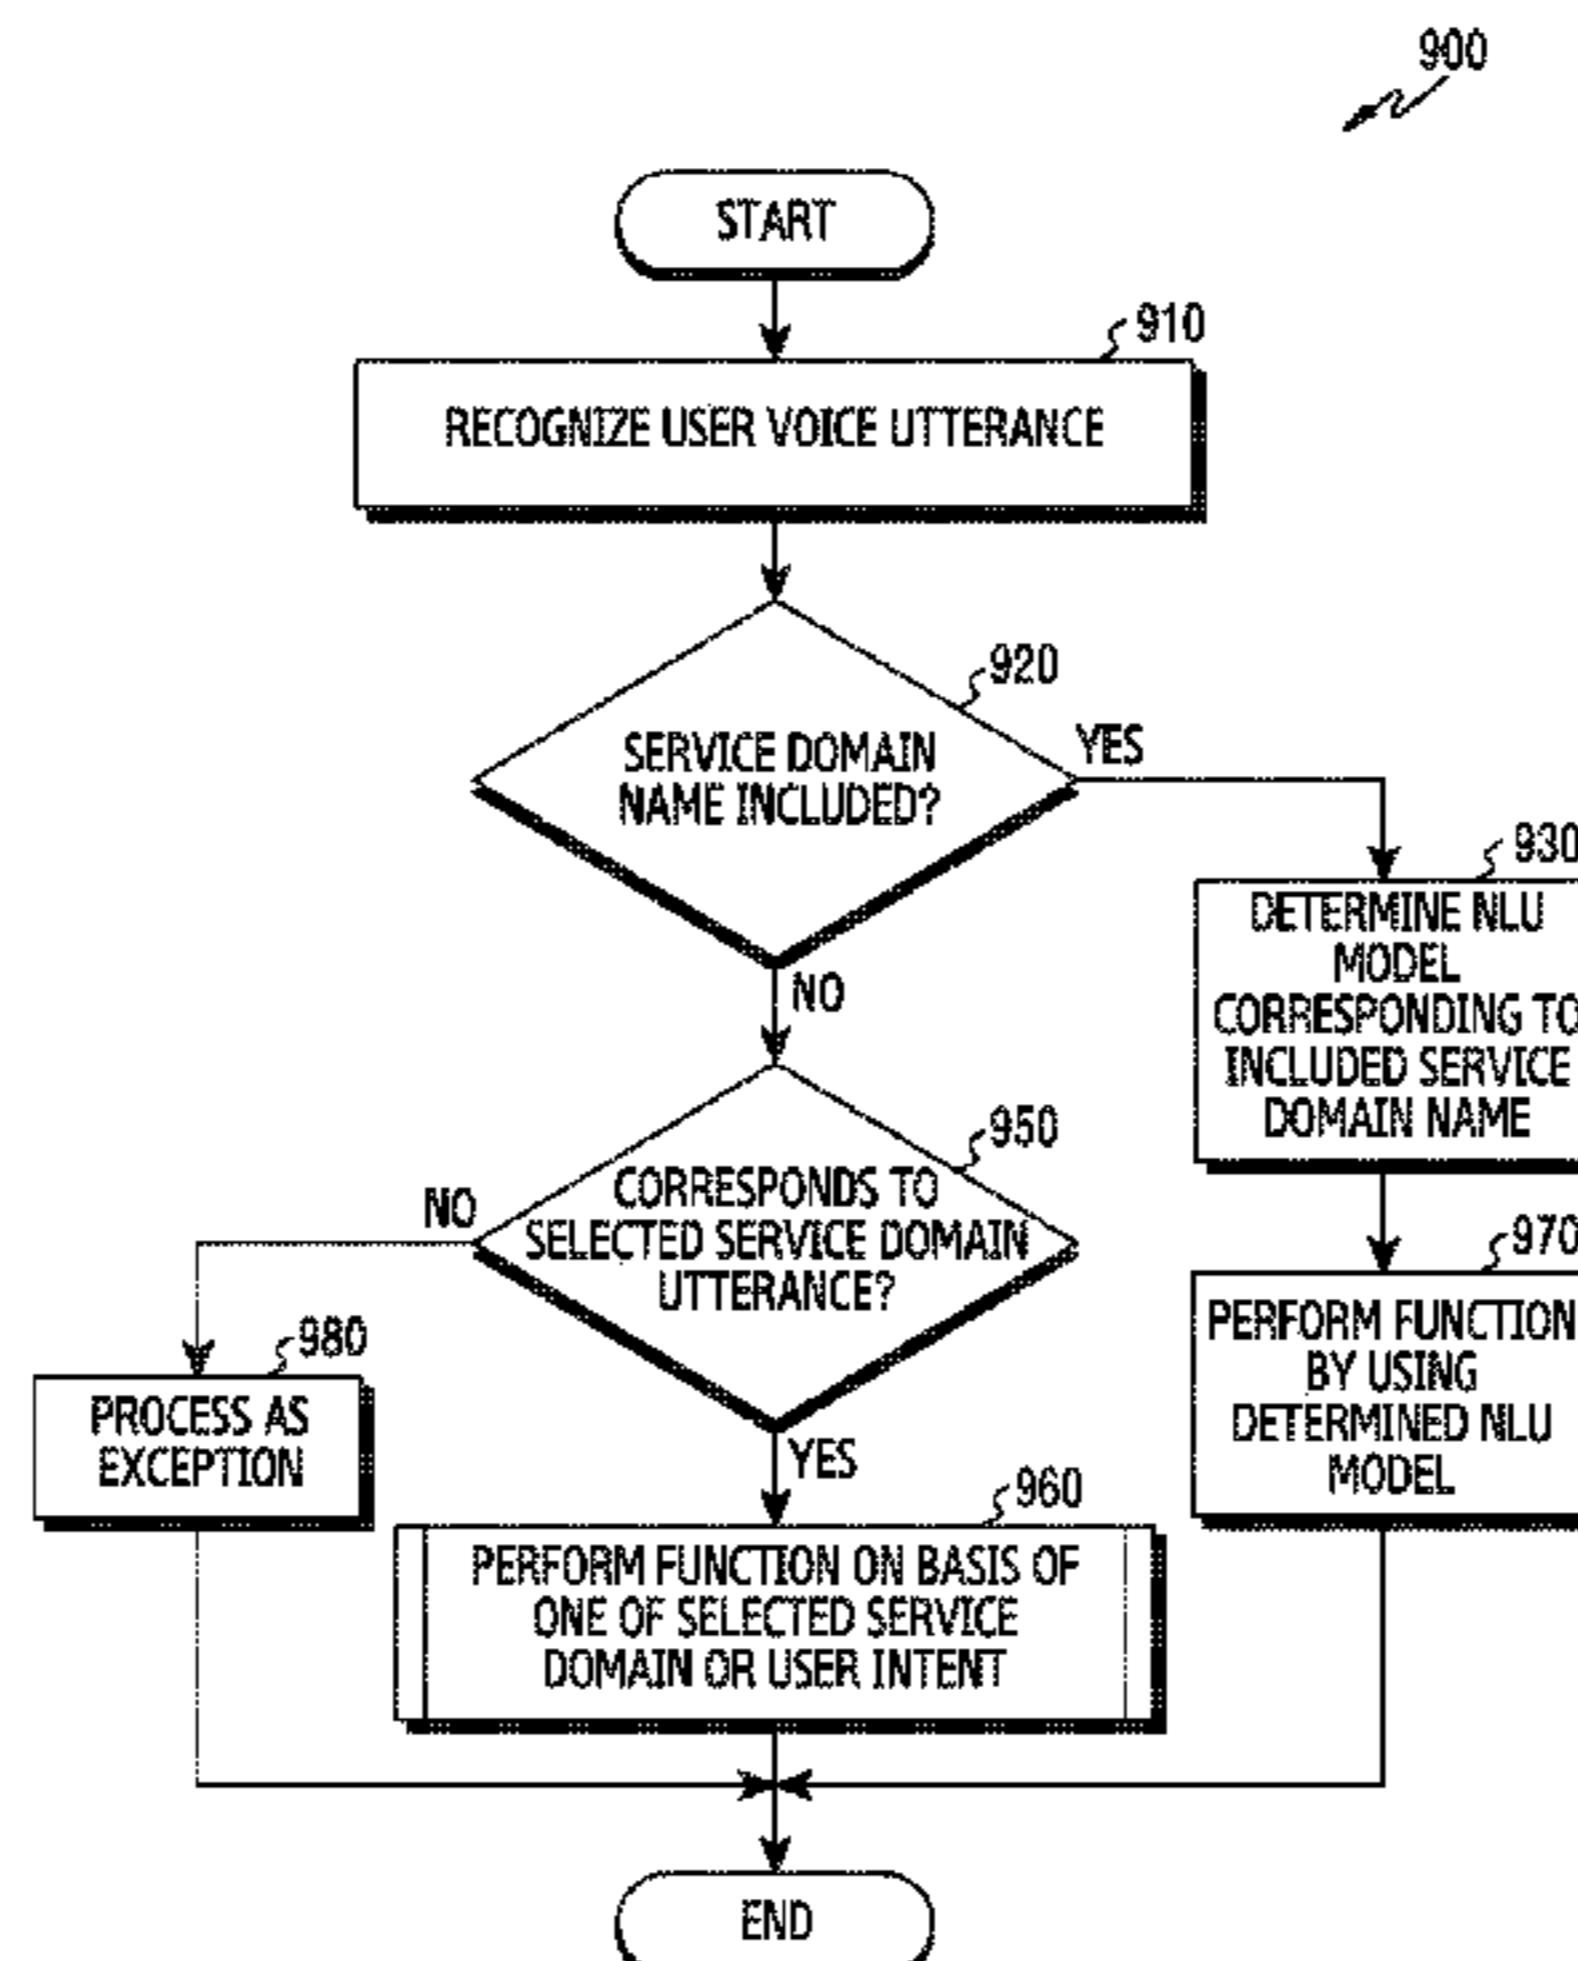 900
START
910
RECOGNIZE USER VOICE UTTERANCE
920
SERVICE DOMAIN
NAME INCLUDED?
YES
NO
930
DETERMINE NLU
MODEL
CORRESPONDING TO
INCLUDED SERVICE
DOMAIN NAME
950
CORRESPONDS TO
SELECTED SERVICE DOMAIN
UTTERANCE?
NO
YES
970
PERFORM FUNCTION
BY USING
DETERMINED NLU
MODEL
980
PROCESS AS
EXCEPTION
960
PERFORM FUNCTION ON BASIS OF
ONE OF SELECTED SERVICE
DOMAIN OR USER INTENT
END